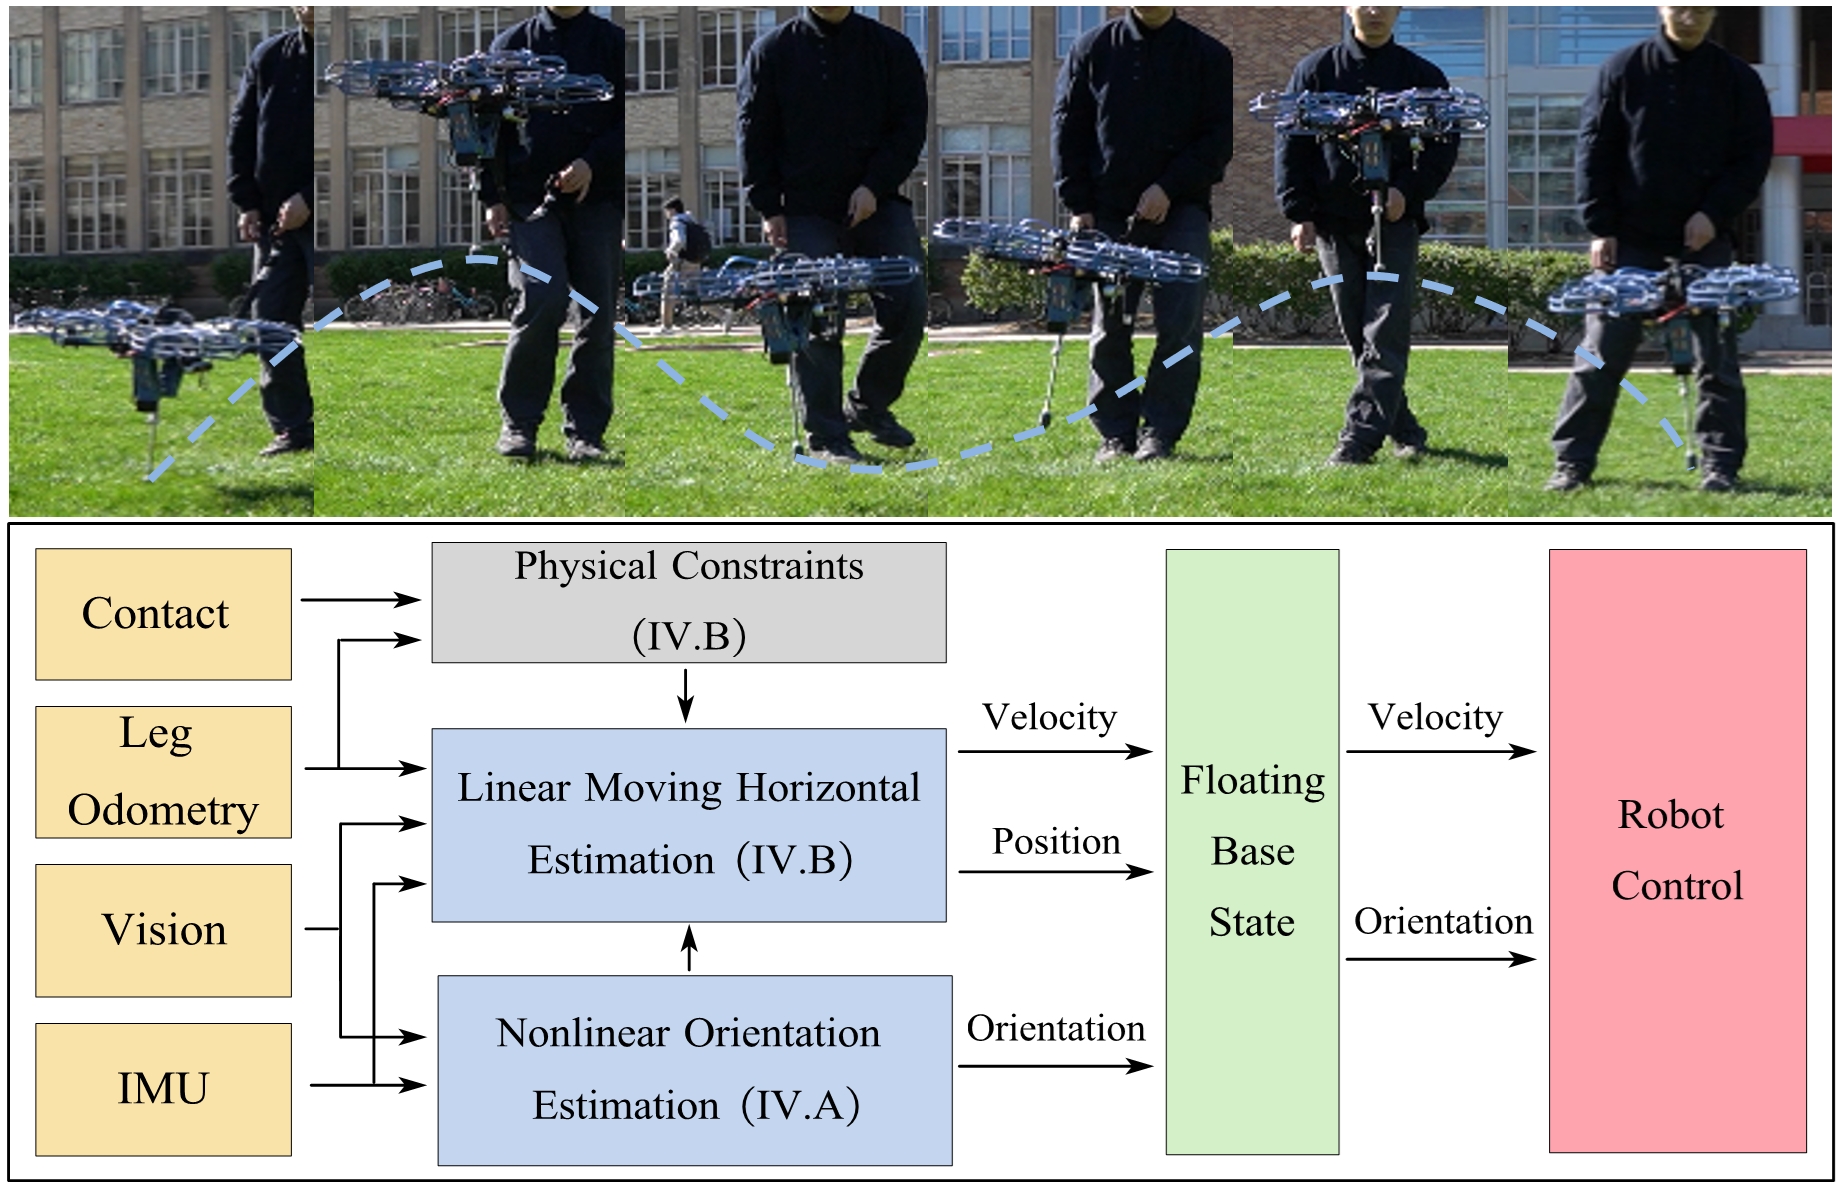 Contact
Leg
Odometry
Vision
IMU
Physical Constraints
(IV.B)
Linear Moving Horizontal
Estimation (IV.B)
Nonlinear Orientation
Estimation (IV.A)
Velocity
Position
Orientation
Floating
Base
State
Velocity
Orientation
Robot
Control